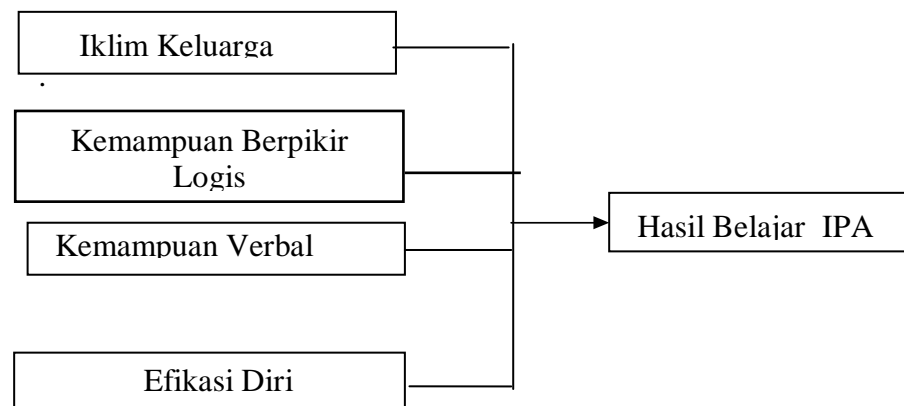 Iklim Keluarga
.
Kemampuan Berpikir
Logis
Kemampuan Verbal
Efikasi Diri
Hasil Belajar IPA